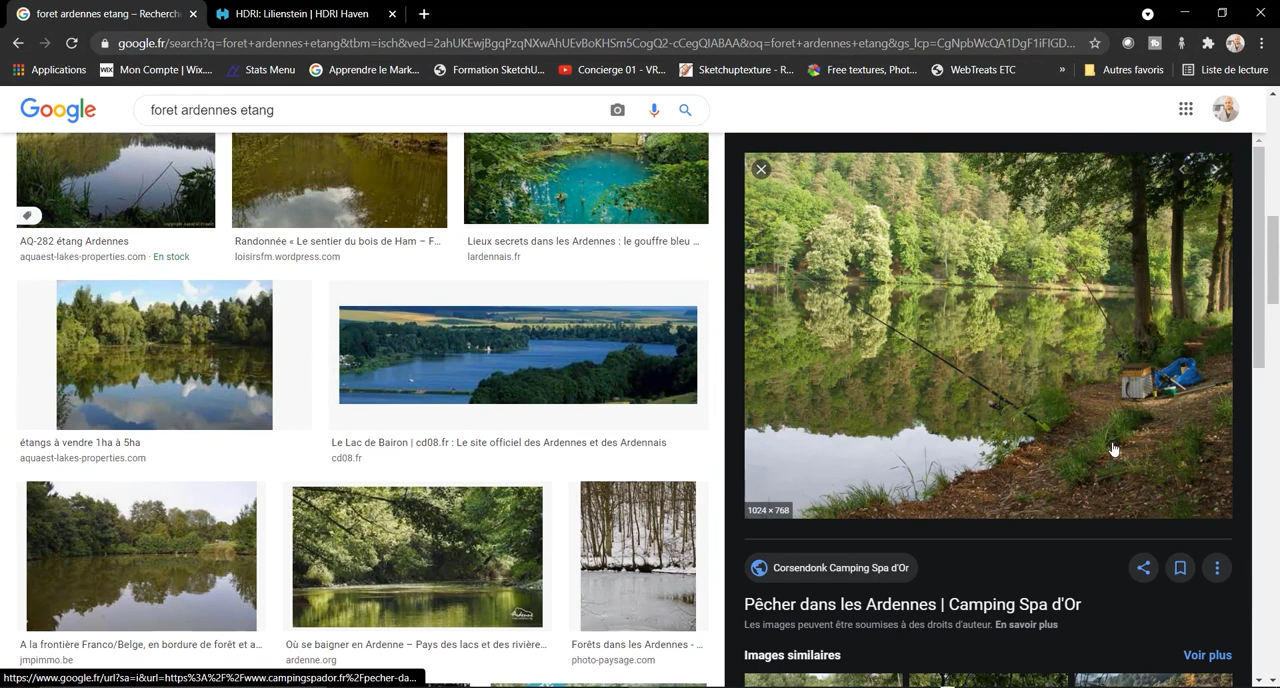 foret ardennes etang – Recherch
HDRI: Lilienstein | HDRI Haven
google.fr/search?q=foret+ardennes+etang&tbm=isch&ved=2ahUKEwjBgqPzqNXwAhUEvBoKHSm5CogQ2-cCegQIABAA&oq=foret+ardennes+etang&gs_lcp=CgNpbWcQA1DgF1iFIGD...
Applications
Mon Compte | Wix....
Stats Menu
Apprendre le Mark...
Formation SketchU...
Concierge 01 - VR...
Sketchuptexture - R...
Free textures, Phot...
WebTreats ETC
»
Autres favoris
Liste de lecture
Google
foret ardennes etang
AQ-282 étang Ardennes
aquaest-lakes-properties.com · En stock
Randonnée « Le sentier du bois de Ham – F...
loisirsfm.wordpress.com
Lieux secrets dans les Ardennes : le gouffre bleu ...
lardennais.fr
étangs à vendre 1ha à 5ha
aquaest-lakes-properties.com
Le Lac de Bairon | cd08.fr : Le site officiel des Ardennes et des Ardennais
cd08.fr
A la frontière Franco/Belge, en bordure de forêt et a...
jmpimmo.be
Où se baigner en Ardenne – Pays des lacs et des rivière...
ardenne.org
Forêts dans les Ardennes - ...
photo-paysage.com
1024 × 768
Corsendonk Camping Spa d'Or
Pêcher dans les Ardennes | Camping Spa d'Or
Les images peuvent être soumises à des droits d'auteur. En savoir plus
Images similaires
Voir plus
https://www.google.fr/url?sa=i&url=https%3A%2F%2Fwww.campingspador.fr%2Fpecher-da...